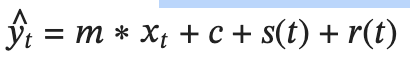 ŷₜ = m * xₜ + c + s(t) + r(t)